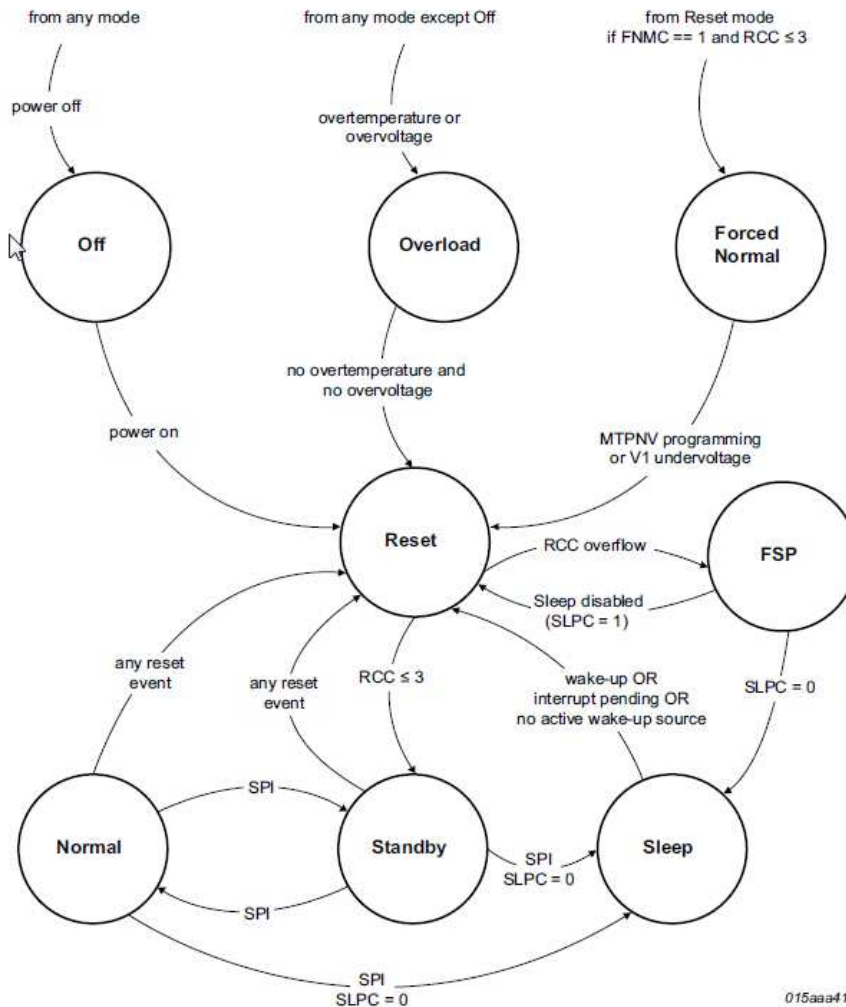 from any mode
from any mode except Off
from Reset mode
if FNMC == 1 and RCC ≤ 3
power off
overtemperature or
overvoltage
Off
Overload
Forced
Normal
no overtemperature and
no overvoltage
power on
MTPNV programming
or V1 undervoltage
Reset
RCC overflow
FSP
Sleep disabled
(SLPC = 1)
any reset
event
any reset
event
RCC ≤ 3
wake-up OR
interrupt pending OR
no active wake-up source
SLPC = 0
SPI
Normal
Standby
Sleep
SPI
SLPC = 0
SPI
SPI
SLPC = 0
015aaa41